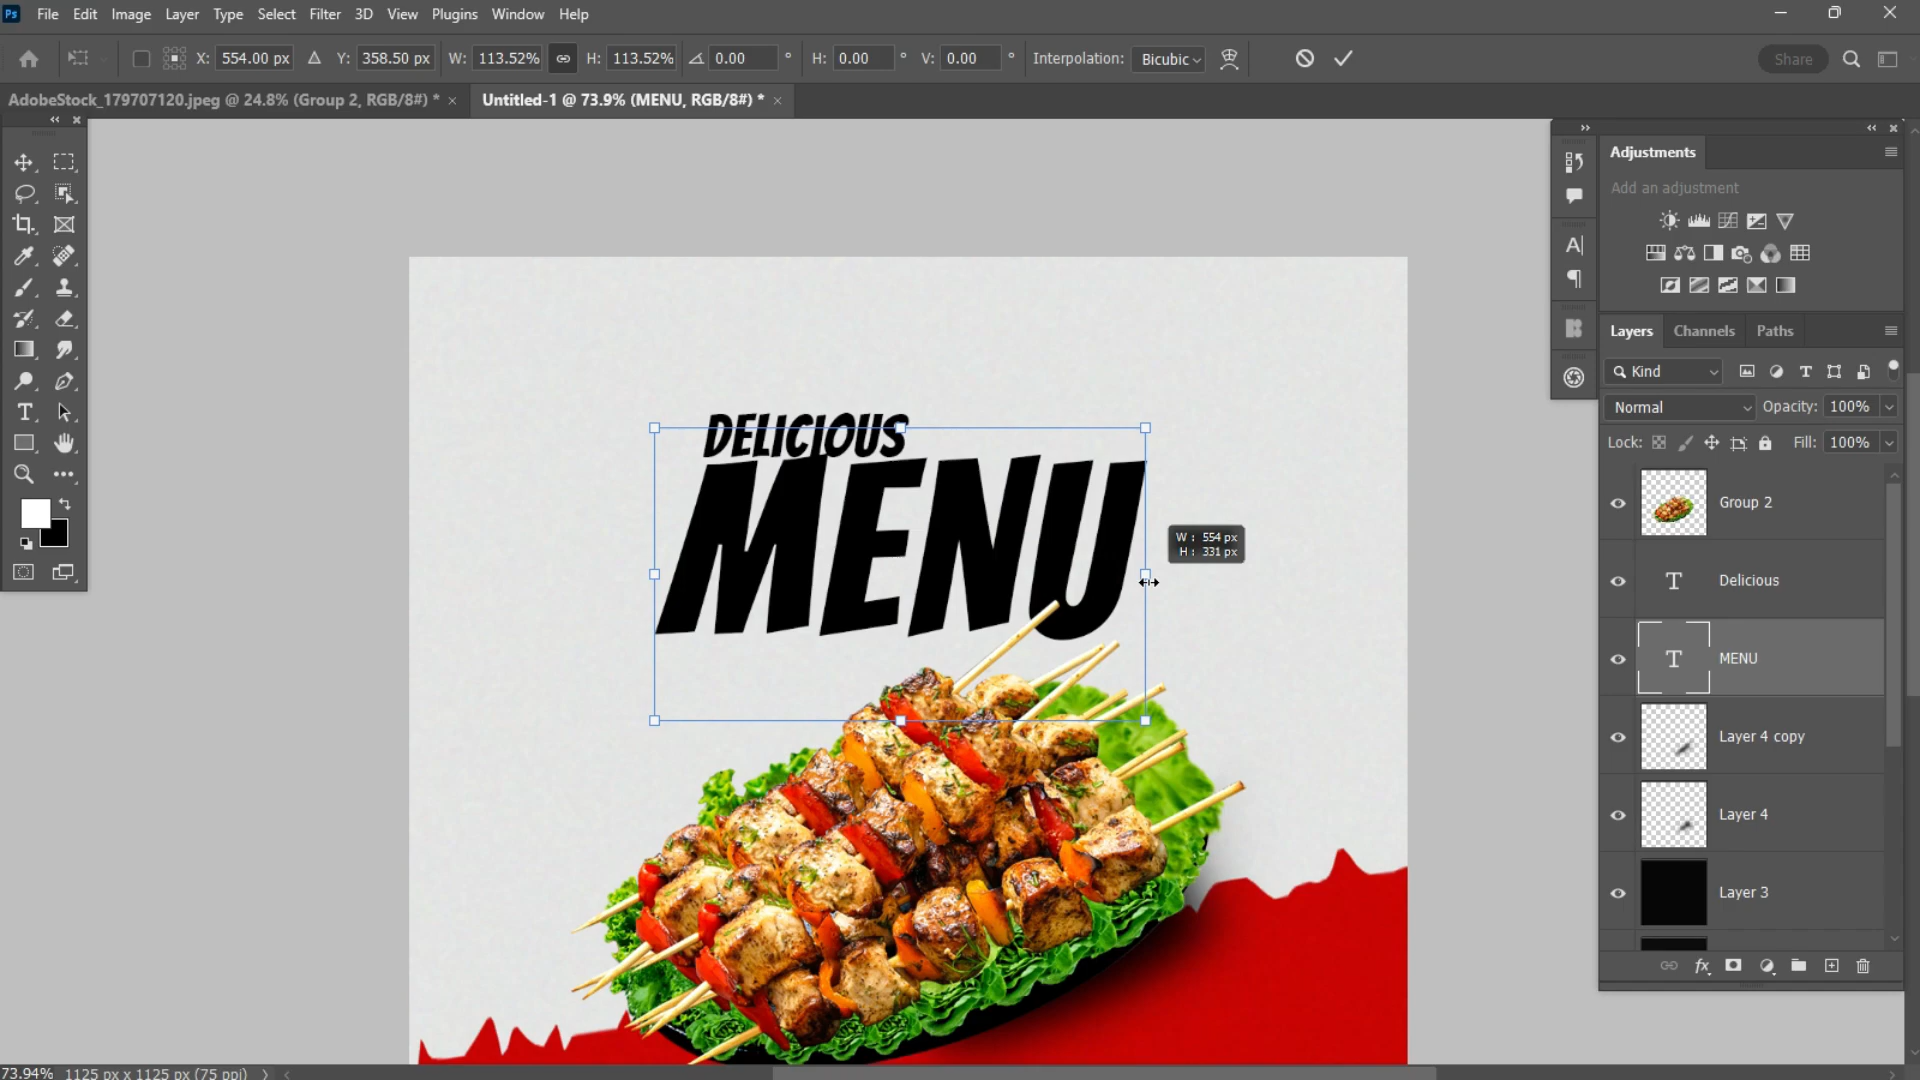 Ps File Edit Image Layer Type Select Filter 3D View Plugins Window Help
X: 554.00 px Y: 358.50 px W: 113.52% H: 113.52% 0.00 ° H: 0.00 ° V: 0.00 ° Interpolation: Bicubic Share
AdobeStock_179707120.jpeg @ 24.8% (Group 2, RGB/8#) * × Untitled-1 @ 73.9% (MENU, RGB/8#) * ×
DELICIOUS
MENU
W : 554 px
H : 331 px
Adjustments
Add an adjustment
Layers Channels Paths
Kind
Normal Opacity: 100%
Lock: Fill: 100%
Group 2
Delicious
MENU
Layer 4 copy
Layer 4
Layer 3
73.94% 1125 px x 1125 px (75 ppi)